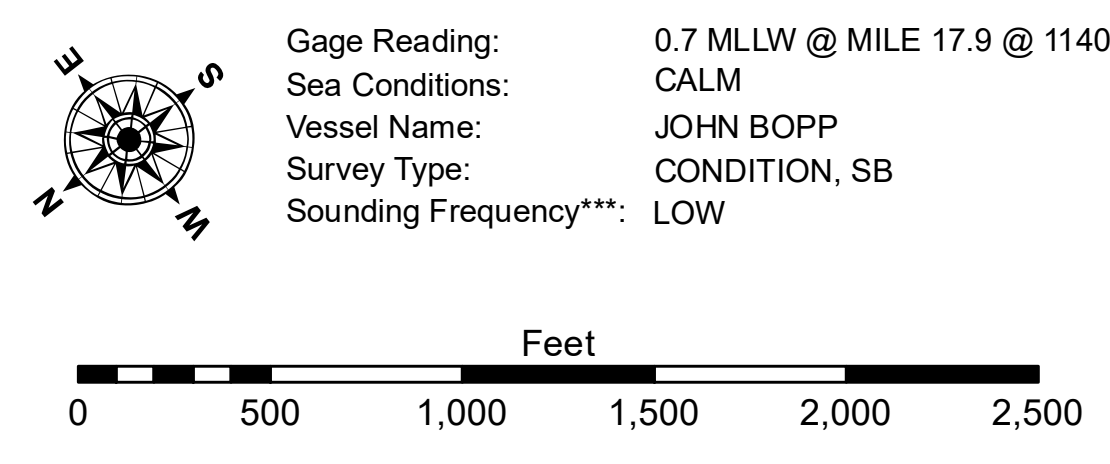 E
S
N
W
Gage Reading: 0.7 MLLW @ MILE 17.9 @ 1140
Sea Conditions: CALM
Vessel Name: JOHN BOPP
Survey Type: CONDITION, SB
Sounding Frequency***: LOW
Feet
0 500 1,000 1,500 2,000 2,500